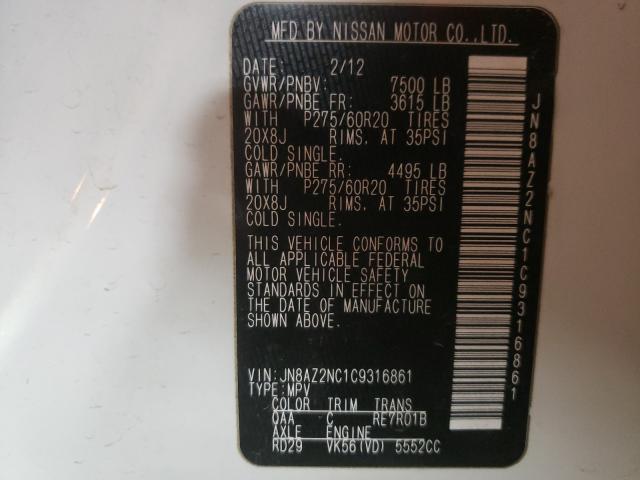 MFD BY NISSAN MOTOR CO.,LTD.
DATE: 2/12
GVWR/PNBV: 7500 LB
GAWR/PNBE FR: 3615 LB
WITH P275/60R20 TIRES
20X8J RIMS. AT 35PSI
COLD SINGLE.
GAWR/PNBE RR: 4495 LB
WITH P275/60R20 TIRES
20X8J RIMS. AT 35PSI
COLD SINGLE.
THIS VEHICLE CONFORMS TO
ALL APPLICABLE FEDERAL
MOTOR VEHICLE SAFETY
STANDARDS IN EFFECT ON
THE DATE OF MANUFACTURE
SHOWN ABOVE.
VIN:JN8AZ2NC1C9316861
TYPE:MPV
COLOR TRIM TRANS
QAA C RE7R01B
AXLE ENGINE
RD29 VK56(VD) 5552CC
JN8AZ2NC1C9316861